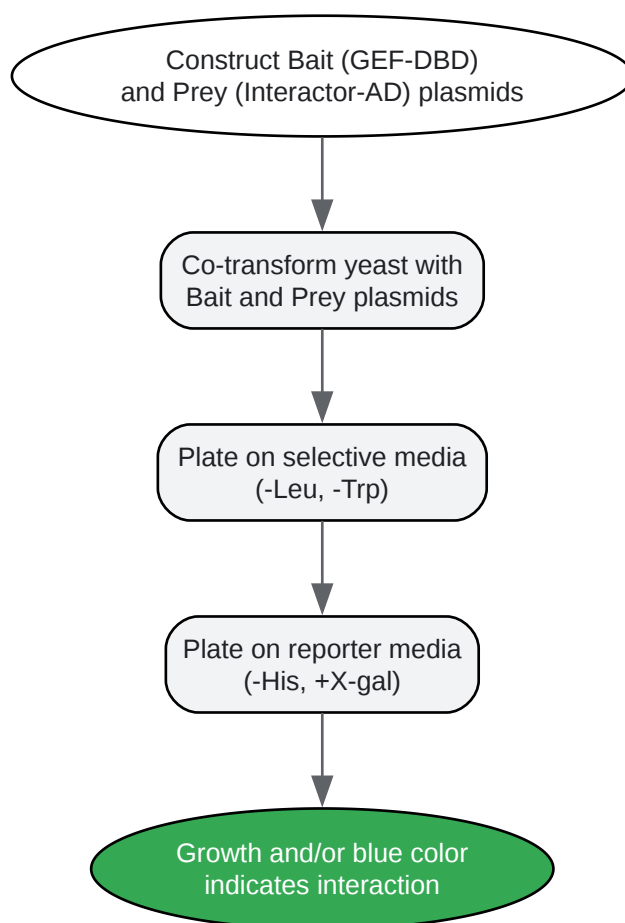 Construct Bait (GEF-DBD)
and Prey (Interactor-AD) plasmids
Co-transform yeast with
Bait and Prey plasmids
Plate on selective media
(-Leu, -Trp)
Plate on reporter media
(-His, +X-gal)
Growth and/or blue color
indicates interaction